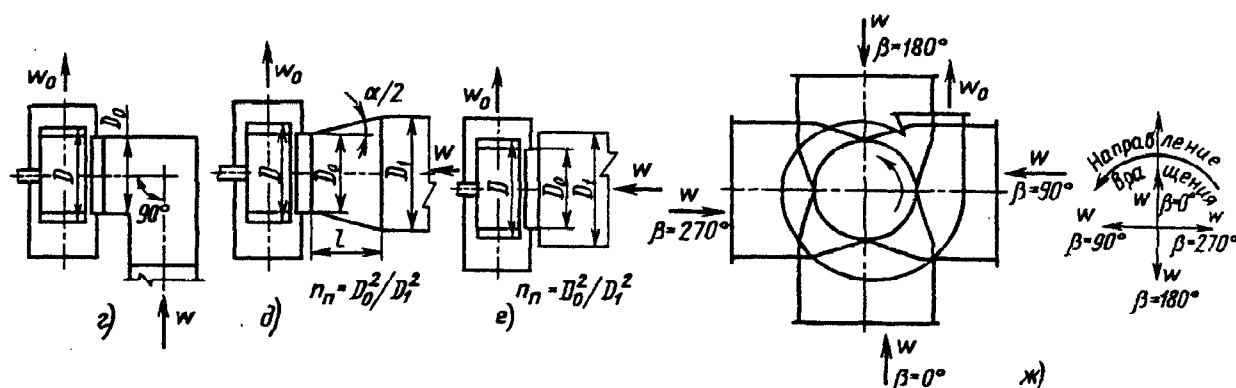 w₀
D₀
D
90°
w
г)
w₀
α/2
D
D₀
D₁
w
l
nп = D₀²/D₁²
д)
w₀
D
D₀
D₁
w
nп = D₀²/D₁²
е)
w
β=180°
w₀
w
β=270°
w
β=90°
w
β=0°
Направление
вращения
w
β=0°
w
β=90°
w
β=270°
w
β=180°
ж)